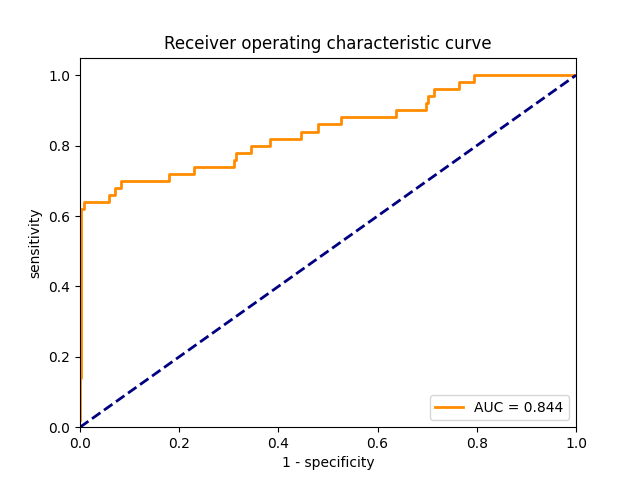 Receiver operating characteristic curve
1.0
0.8
0.6
0.4
0.2
0.0
sensitivity
AUC = 0.844
0.0 0.2 0.4 0.6 0.8 1.0
1 - specificity